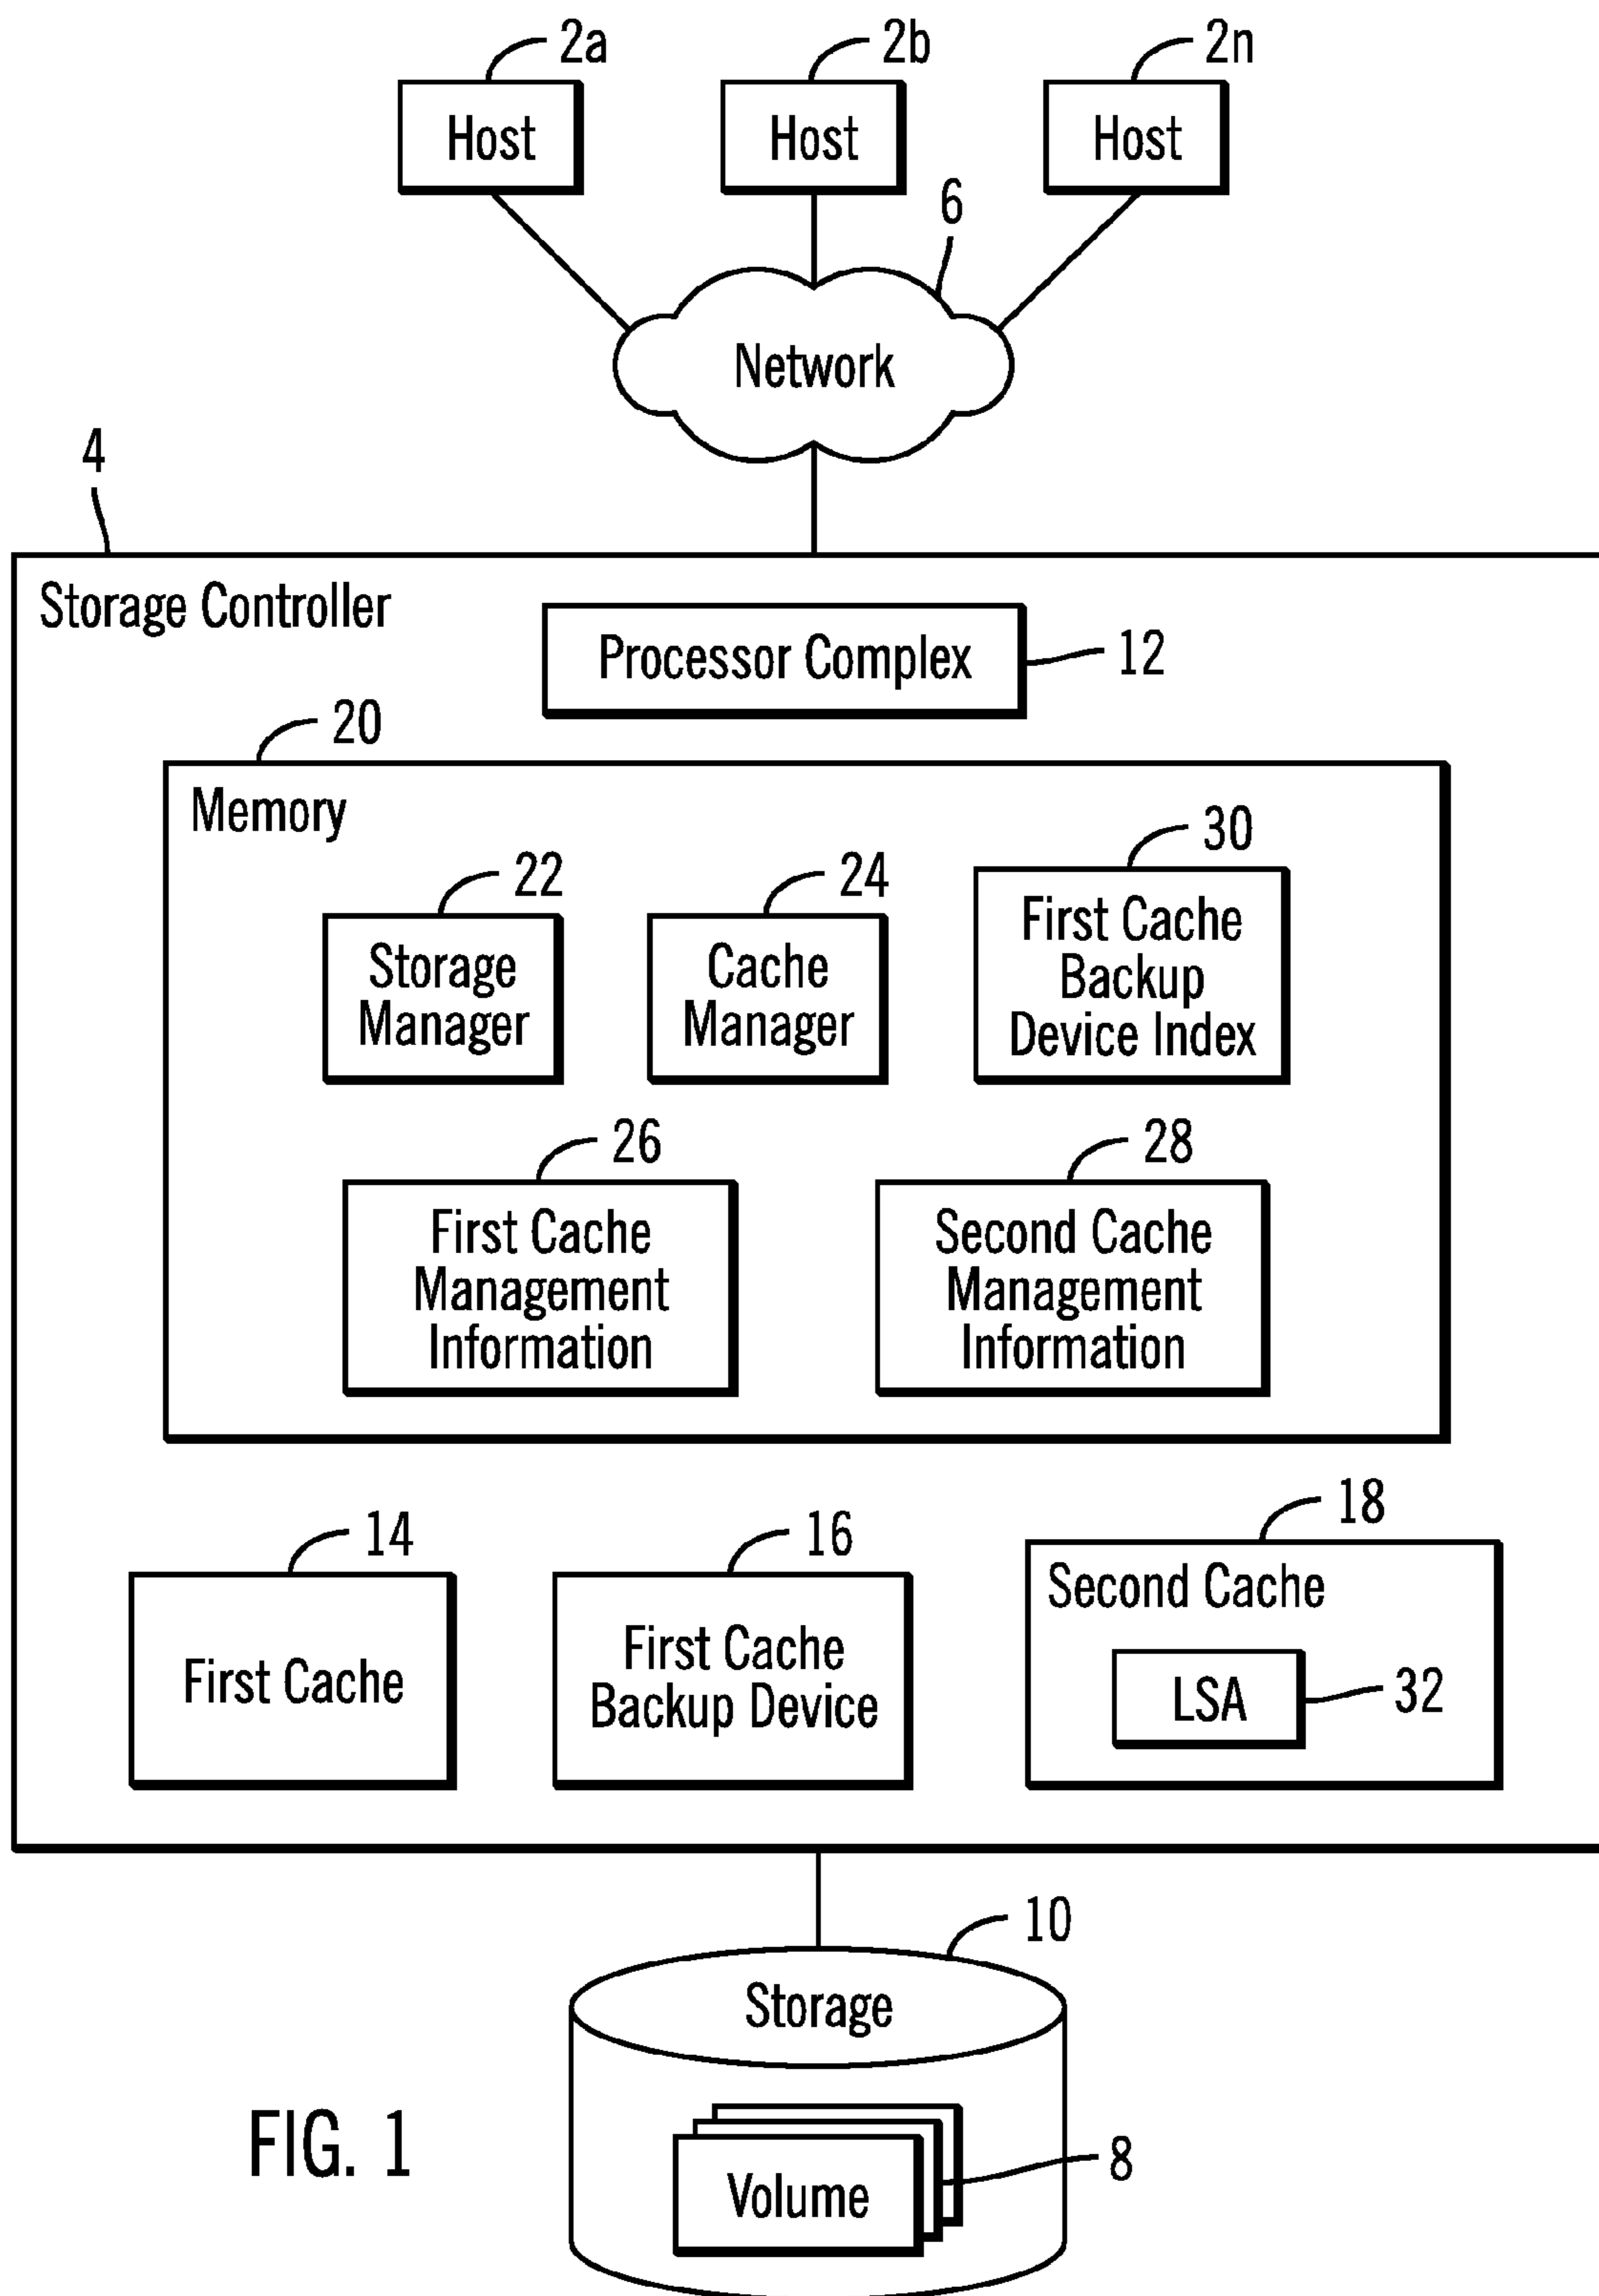 2a
2b
2n
Host
Host
Host
6
Network
4
Storage Controller
Processor Complex
12
20
Memory
22
24
30
Storage
Manager
Cache
Manager
First Cache
Backup
Device Index
26
28
First Cache
Management
Information
Second Cache
Management
Information
14
16
18
First Cache
First Cache
Backup Device
Second Cache
LSA
32
10
Storage
Volume
8
FIG. 1